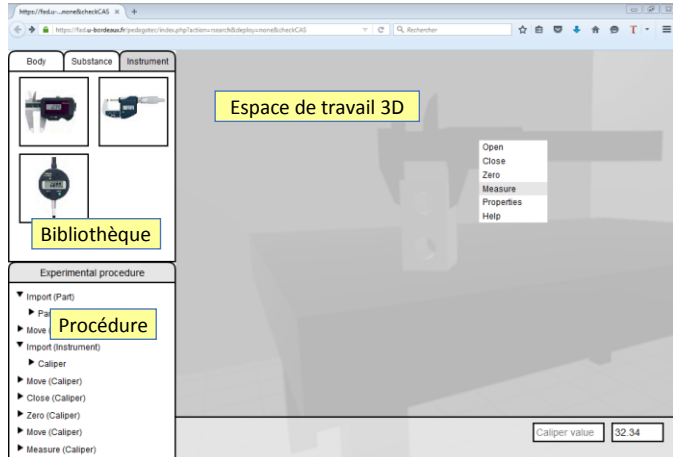 https://fad.u-...none&checkCAS
https://fad.u-bordeaux.fr/pedagotec/index.php?action=rsearch&deploy=none&checkCAS
Rechercher
Body
Substance
Instrument
Espace de travail 3D
Open
Close
Zero
Measure
Properties
Help
Bibliothèque
Experimental procedure
Import (Part)
Pa
Procédure
Move (
Import (Instrument)
Caliper
Move (Caliper)
Close (Caliper)
Zero (Caliper)
Move (Caliper)
Measure (Caliper)
Caliper value
32.34